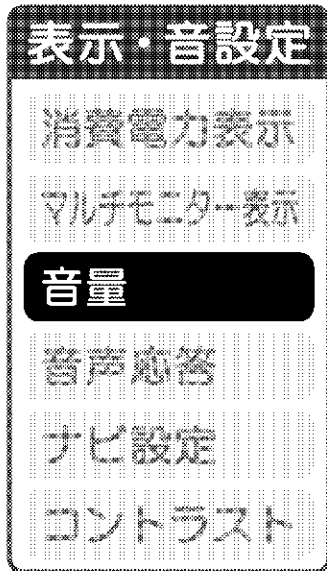 表示・音設定
消費電力表示
マルチモニター表示
音量
音声応答
ナビ設定
コントラスト